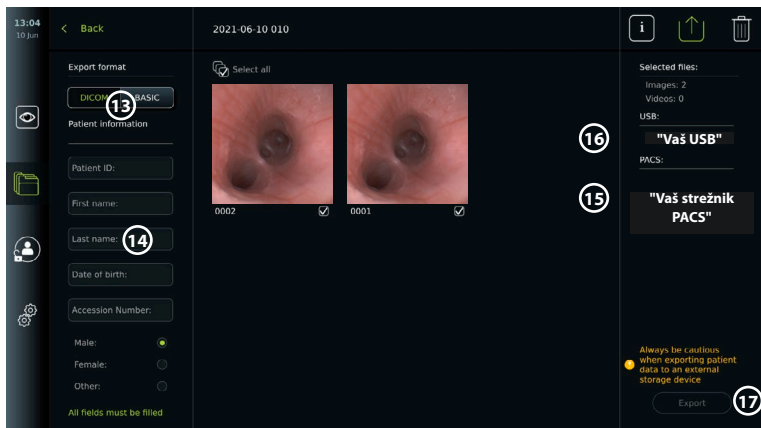 13:04
10 Jun
Back
2021-06-10 010
i
Export format
DICOM
BASIC
13
Patient information
Patient ID:
First name:
Last name:
14
Date of birth:
Accession Number:
Male:
Female:
Other:
All fields must be filled
Select all
0002
0001
Selected files:
Images: 2
Videos: 0
USB:
16
"Vaš USB"
PACS:
15
"Vaš strežnik
PACS"
Always be cautious
when exporting patient
data to an external
storage device
Export
17